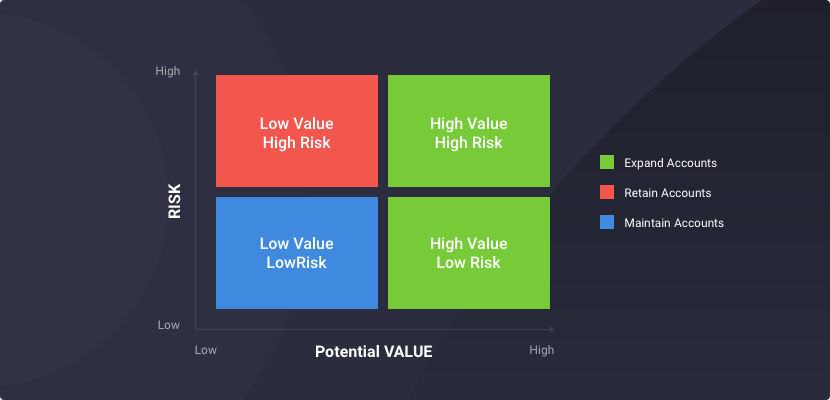 High
Low Value
High Risk
High Value
High Risk
RISK
Low Value
LowRisk
High Value
Low Risk
Low
Low
Potential VALUE
High
Expand Accounts
Retain Accounts
Maintain Accounts